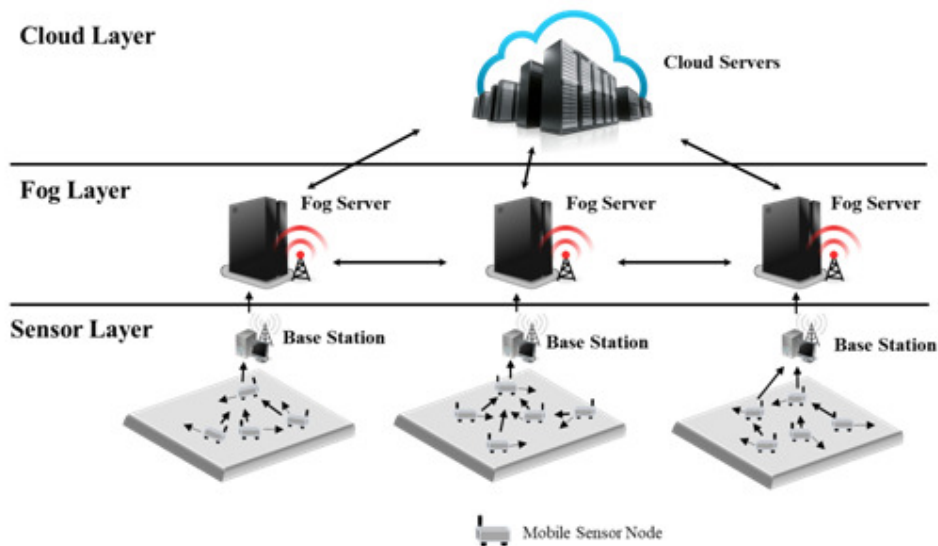 Cloud Layer
Cloud Servers
Fog Layer
Fog Server
Fog Server
Fog Server
Sensor Layer
Base Station
Base Station
Base Station
Mobile Sensor Node